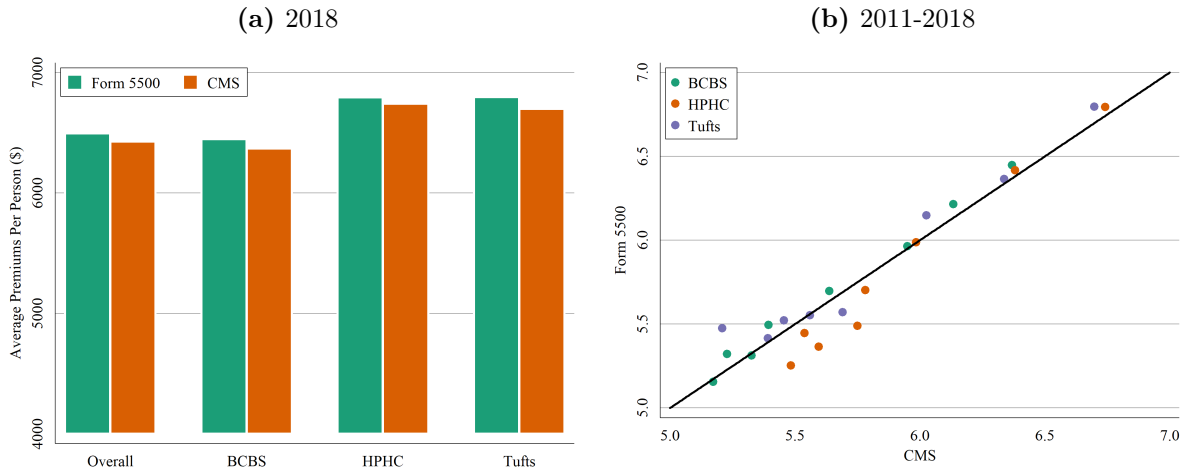 (a) 2018
Average Premiums Per Person ($)
7000
6000
5000
4000
Form 5500 CMS
Overall BCBS HPHC Tufts
(b) 2011-2018
Form 5500
7.0
6.5
6.0
5.5
5.0
BCBS
HPHC
Tufts
5.0 5.5 6.0 6.5 7.0
CMS